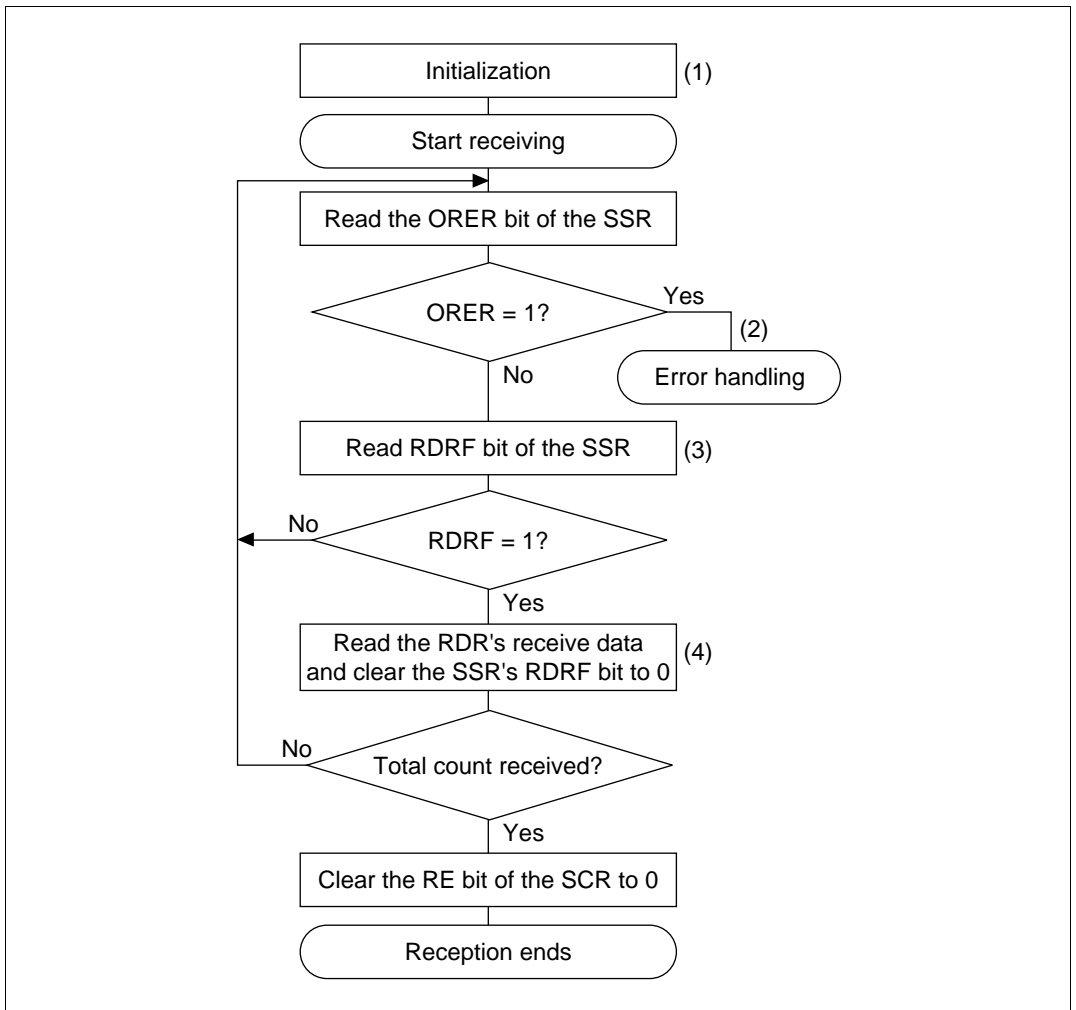 Initialization
(1)
Start receiving
Read the ORER bit of the SSR
ORER = 1?
Yes
(2)
Error handling
No
Read RDRF bit of the SSR
(3)
No
RDRF = 1?
Yes
Read the RDR's receive data
and clear the SSR's RDRF bit to 0
(4)
No
Total count received?
Yes
Clear the RE bit of the SCR to 0
Reception ends